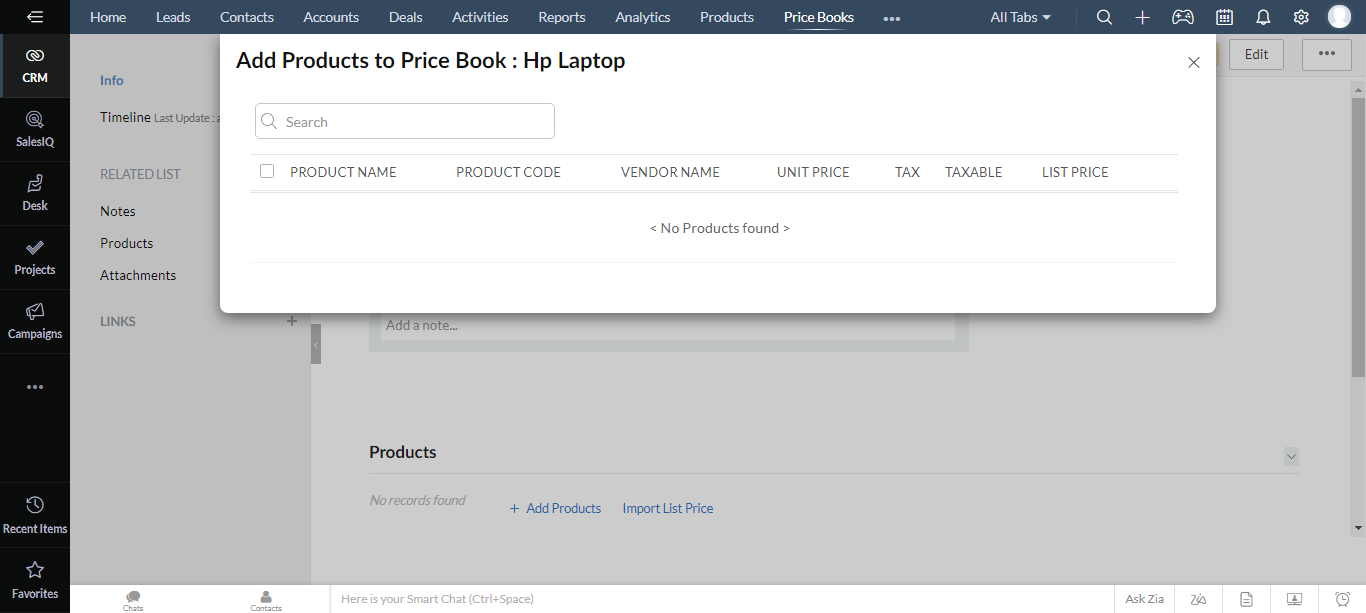 Home Leads Contacts Accounts Deals Activities Reports Analytics Products Price Books All Tabs
CRM
SalesIQ
Desk
Projects
Campaigns
Recent Items
Favorites
Info
Timeline Last Update : a
RELATED LIST
Notes
Products
Attachments
LINKS
Edit
Add Products to Price Book : Hp Laptop
Search
PRODUCT NAME PRODUCT CODE VENDOR NAME UNIT PRICE TAX TAXABLE LIST PRICE
< No Products found >
Add a note...
Products
No records found + Add Products Import List Price
Chats Contacts Here is your Smart Chat (Ctrl+Space) Ask Zia